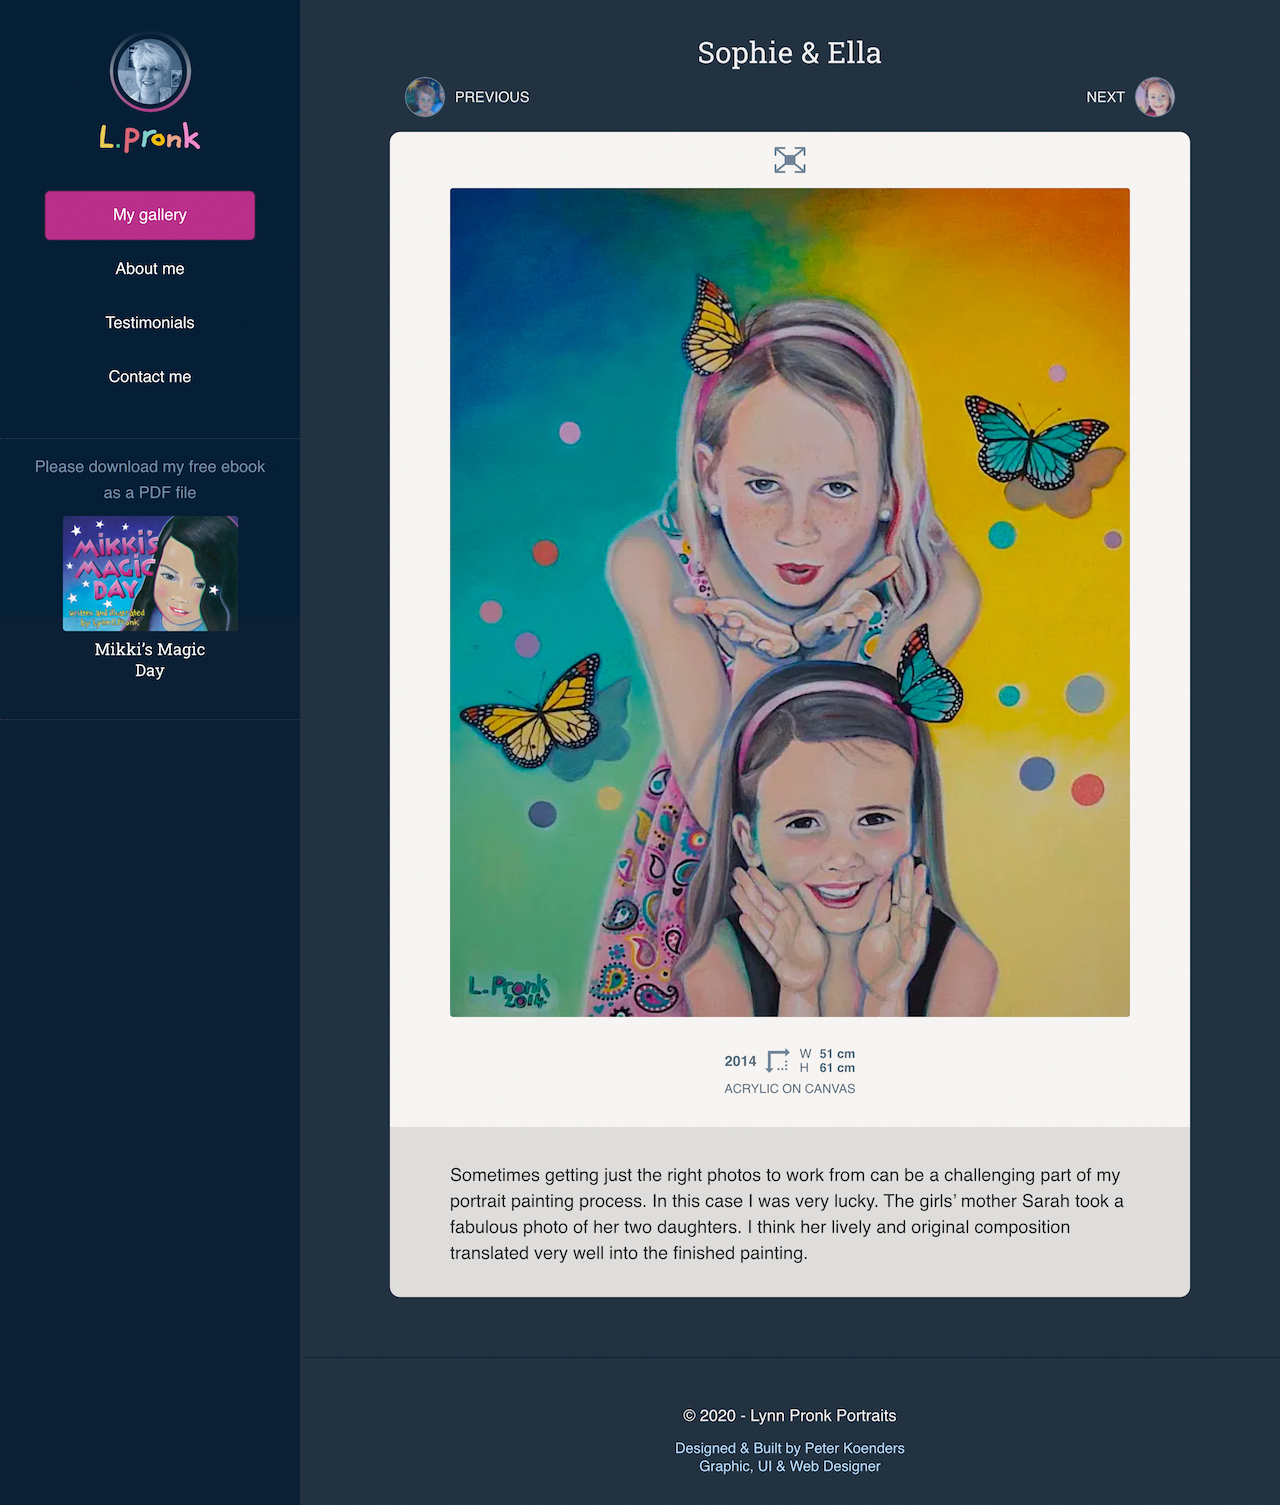 L.Pronk
My gallery
About me
Testimonials
Contact me
Please download my free ebook
as a PDF file
MIKKI'S
MAGIC
DAY
written and illustrated
by Lynn Pronk
Mikki’s Magic
Day
Sophie & Ella
PREVIOUS
NEXT
L. Pronk
2014
2014
W 51 cm
H 61 cm
ACRYLIC ON CANVAS
Sometimes getting just the right photos to work from can be a challenging part of my
portrait painting process. In this case I was very lucky. The girls’ mother Sarah took a
fabulous photo of her two daughters. I think her lively and original composition
translated very well into the finished painting.
© 2020 - Lynn Pronk Portraits
Designed & Built by Peter Koenders
Graphic, UI & Web Designer